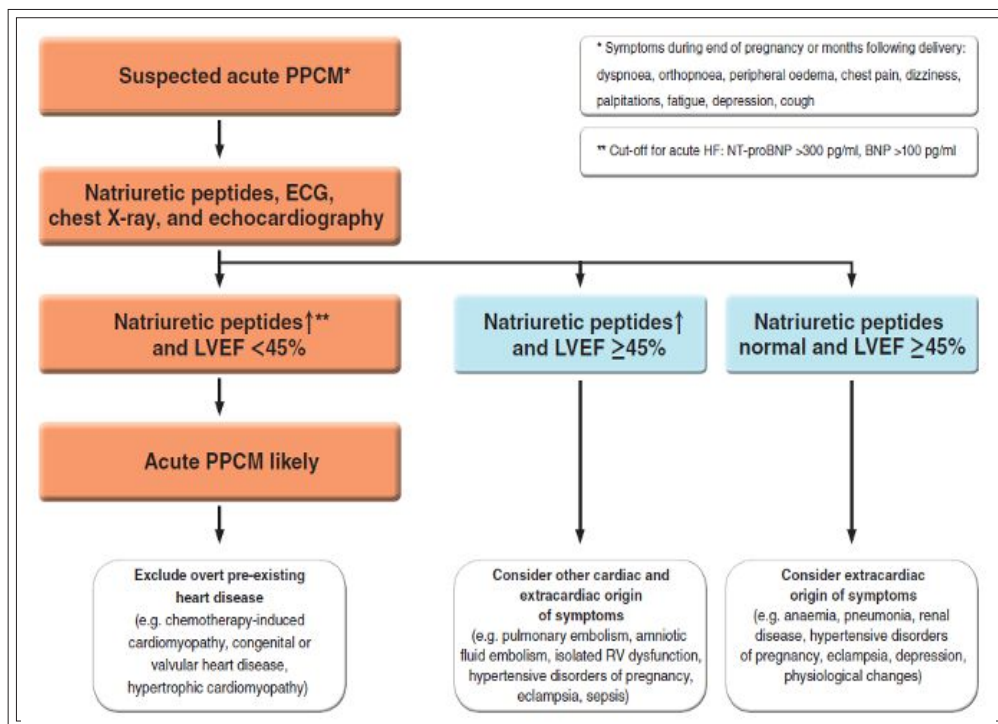 Suspected acute PPCM*
* Symptoms during end of pregnancy or months following delivery:
dyspnoea, orthopnoea, peripheral oedema, chest pain, dizziness,
palpitations, fatigue, depression, cough
** Cut-off for acute HF: NT-proBNP >300 pg/ml, BNP >100 pg/ml
Natriuretic peptides, ECG,
chest X-ray, and echocardiography
Natriuretic peptides↑**
and LVEF <45%
Natriuretic peptides↑
and LVEF ≥45%
Natriuretic peptides
normal and LVEF ≥45%
Acute PPCM likely
Exclude overt pre-existing
heart disease
(e.g. chemotherapy-induced
cardiomyopathy, congenital or
valvular heart disease,
hypertrophic cardiomyopathy)
Consider other cardiac and
extracardiac origin
of symptoms
(e.g. pulmonary embolism, amniotic
fluid embolism, isolated RV dysfunction,
hypertensive disorders of pregnancy,
eclampsia, sepsis)
Consider extracardiac
origin of symptoms
(e.g. anaemia, pneumonia, renal
disease, hypertensive disorders
of pregnancy, eclampsia, depression,
physiological changes)